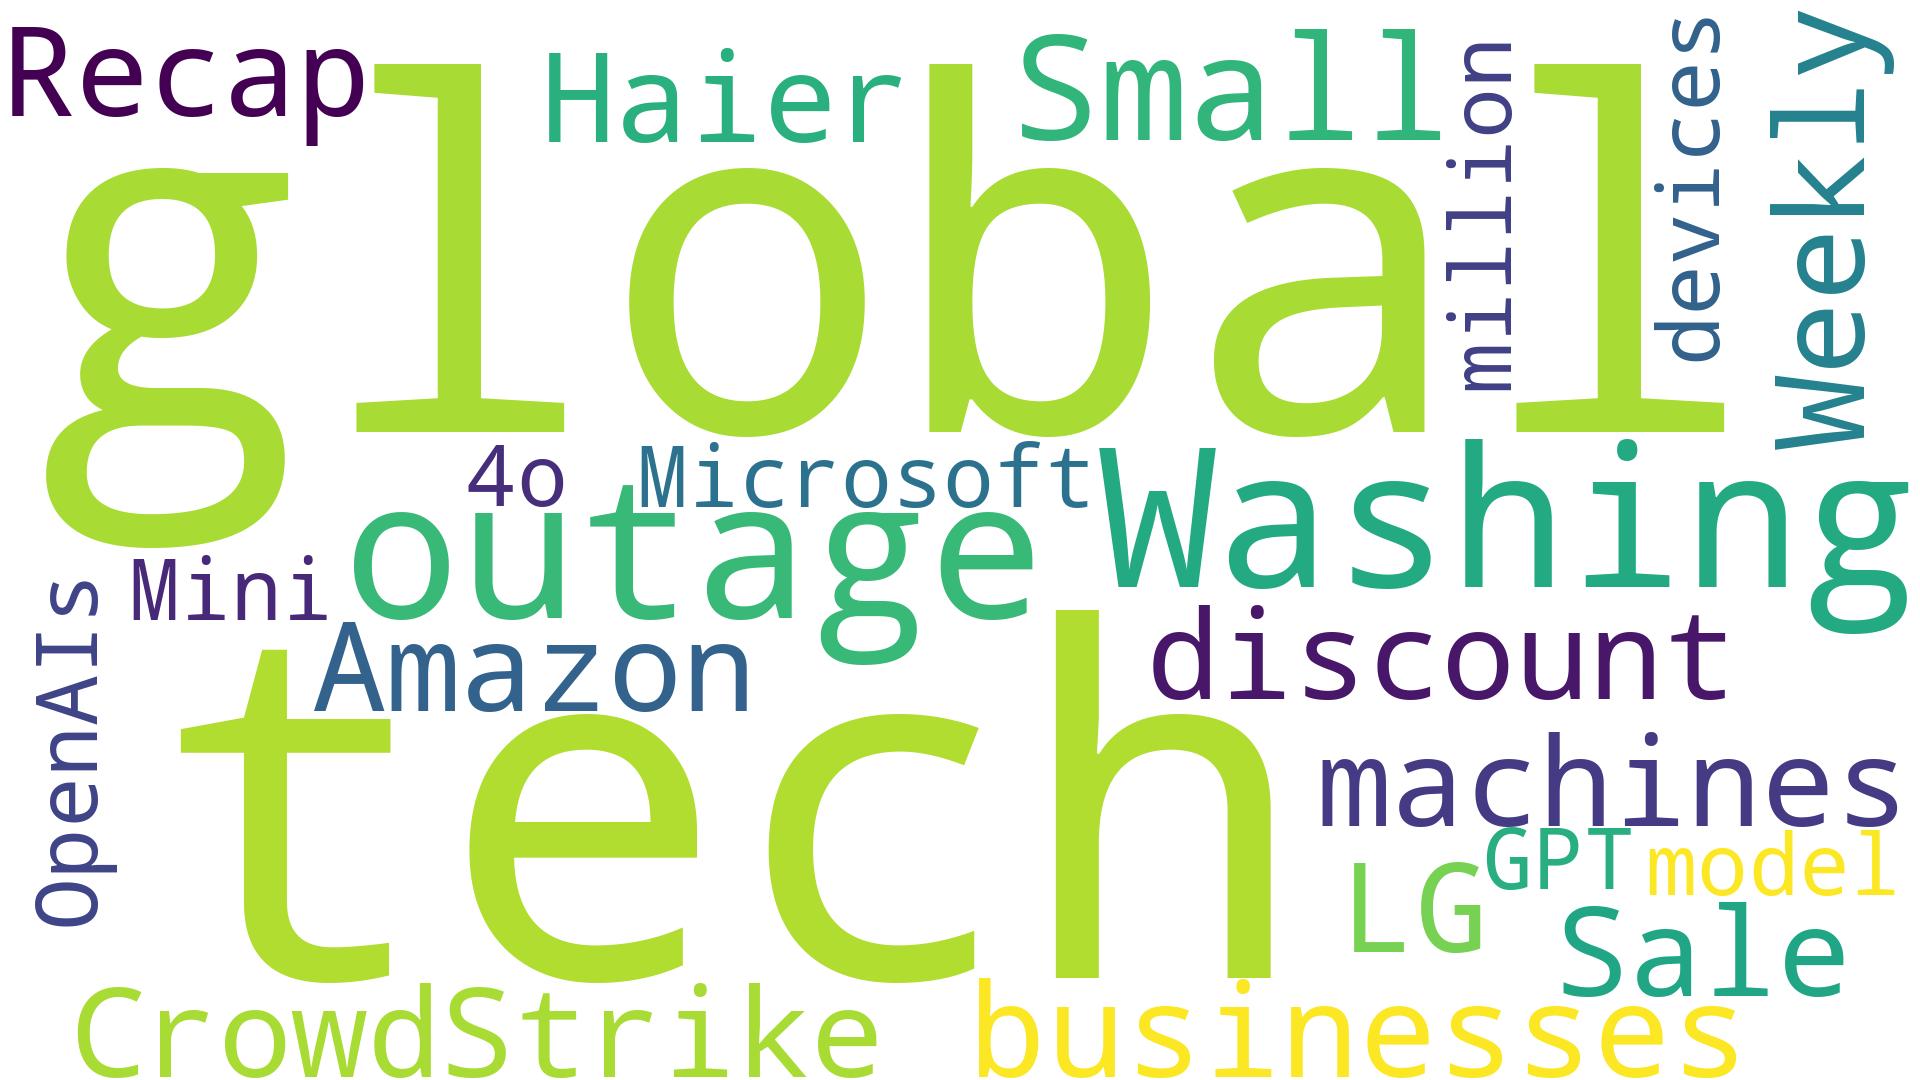 Recap
Haier
Small
million
devices
Weekly
global
4o
Microsoft
Washing
outage
Mini
OpenAIs
Amazon
discount
tech
machines
GPT
model
LG
Sale
CrowdStrike
businesses